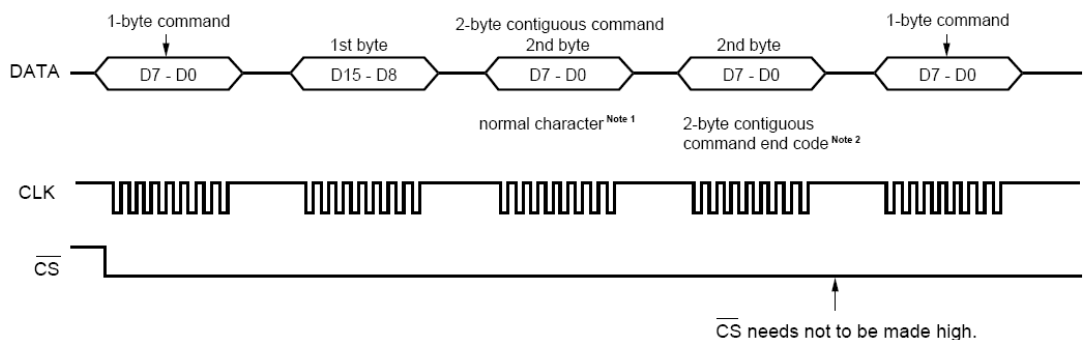 1-byte command
2-byte contiguous command
1-byte command
1st byte
2nd byte
2nd byte
DATA
D7 - D0
D15 - D8
D7 - D0
D7 - D0
D7 - D0
normal character Note 1
2-byte contiguous
command end code Note 2
CLK
CS
CS needs not to be made high.